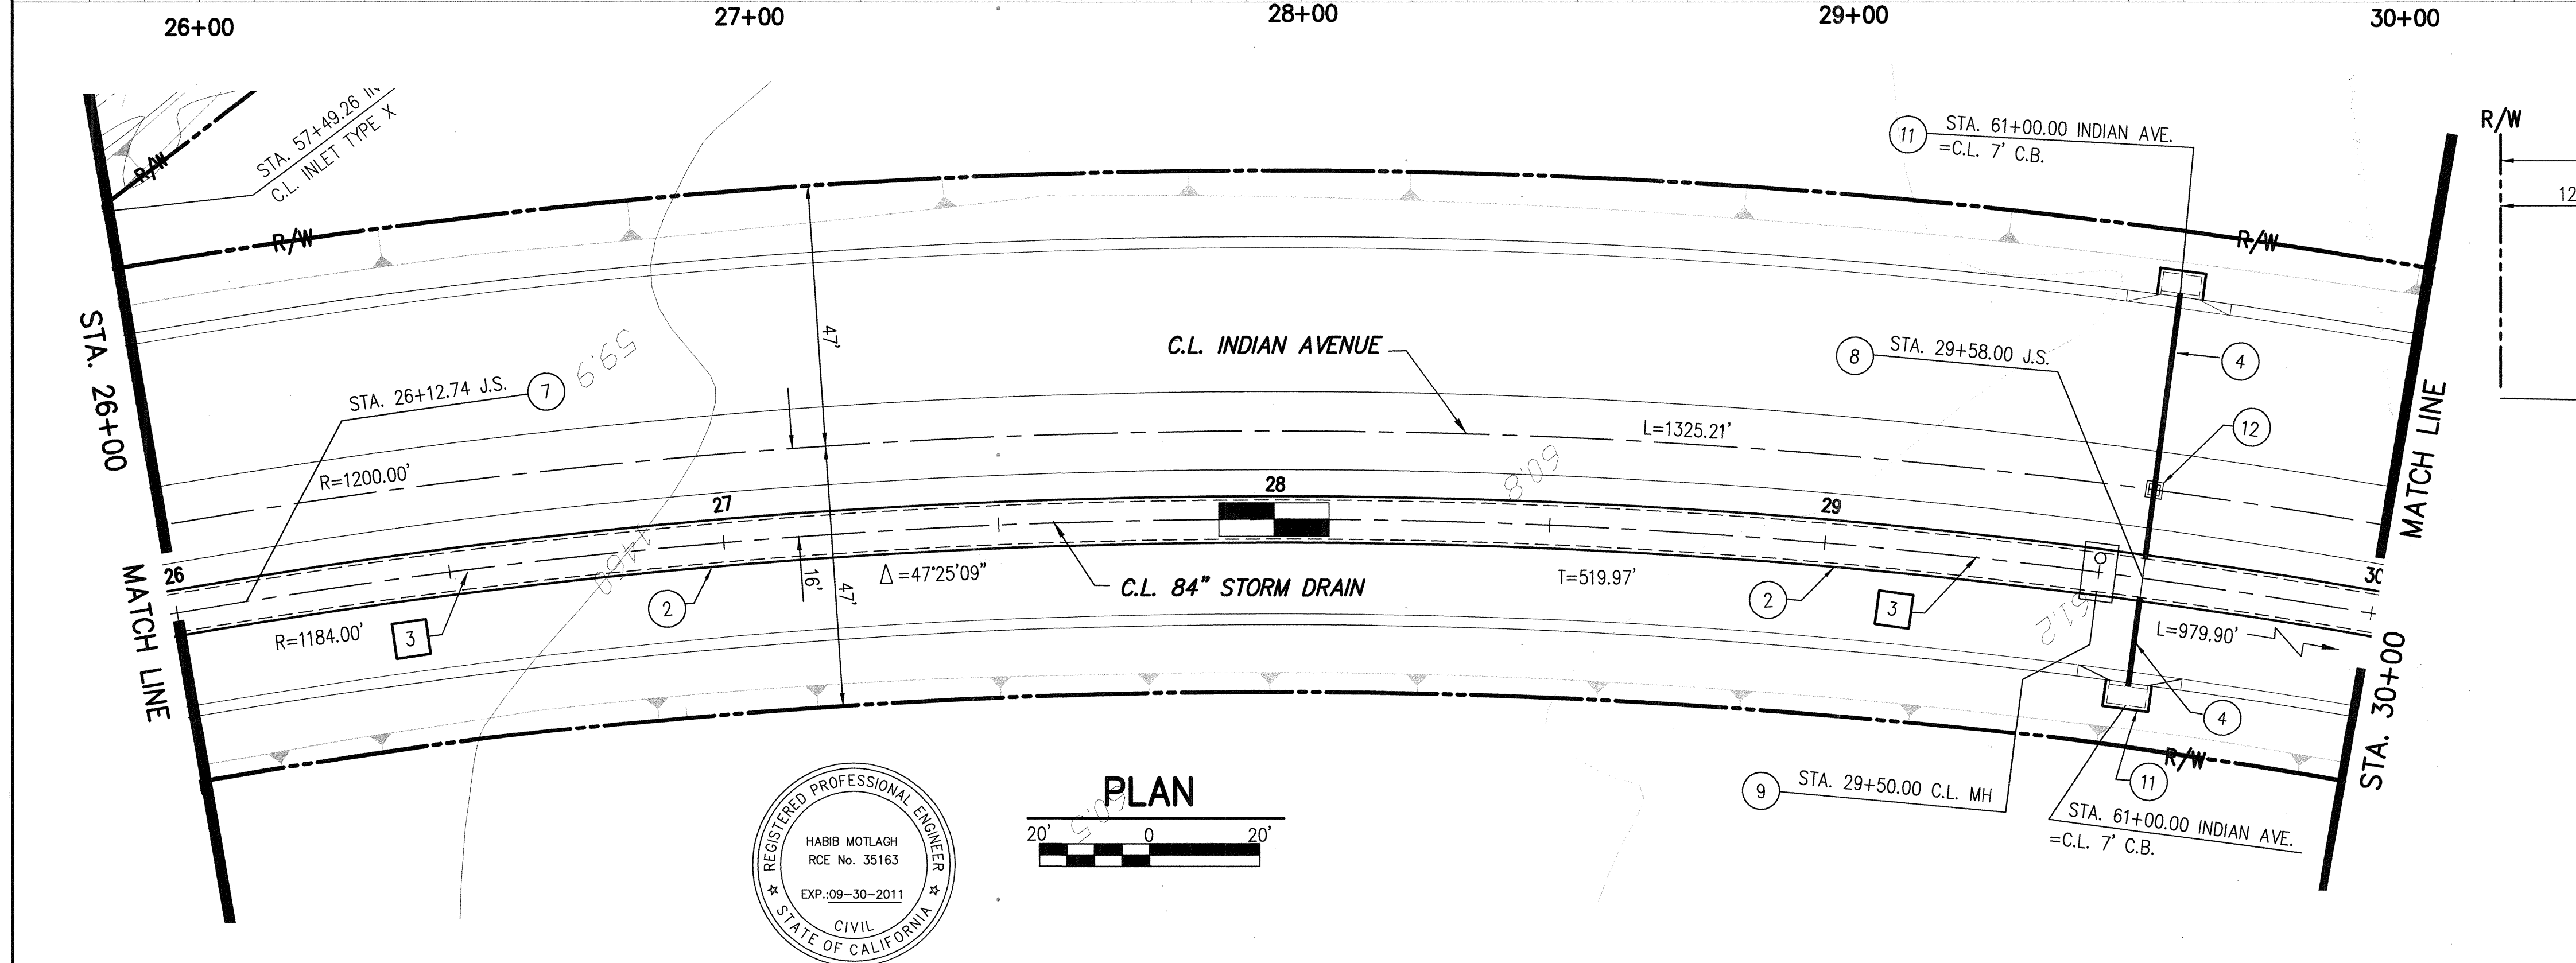 26+00
27+00
28+00
29+00
30+00
STA. 57+49.26
C.L. INLET TYPE X
R/W
R/W
11
STA. 61+00.00 INDIAN AVE.
=C.L. 7' C.B.
R/W
R/W
12
STA. 26+00
MATCH LINE
47'
59.9
C.L. INDIAN AVENUE
8
STA. 29+58.00 J.S.
4
STA. 26+12.74 J.S.
7
12
L=1325.21'
R=1200.00'
60.8
MATCH LINE
STA. 30+00
26
27
28
29
30
R=1184.00'
3
2
16'
47'
Δ=47°25'09"
C.L. 84" STORM DRAIN
T=519.97'
2
3
61.2
L=979.90'
4
R/W
11
9
STA. 29+50.00 C.L. MH
STA. 61+00.00 INDIAN AVE.
=C.L. 7' C.B.
PLAN
60.5
20'
0
20'
REGISTERED PROFESSIONAL ENGINEER
HABIB MOTLAGH
RCE No. 35163
EXP.:09-30-2011
CIVIL
STATE OF CALIFORNIA